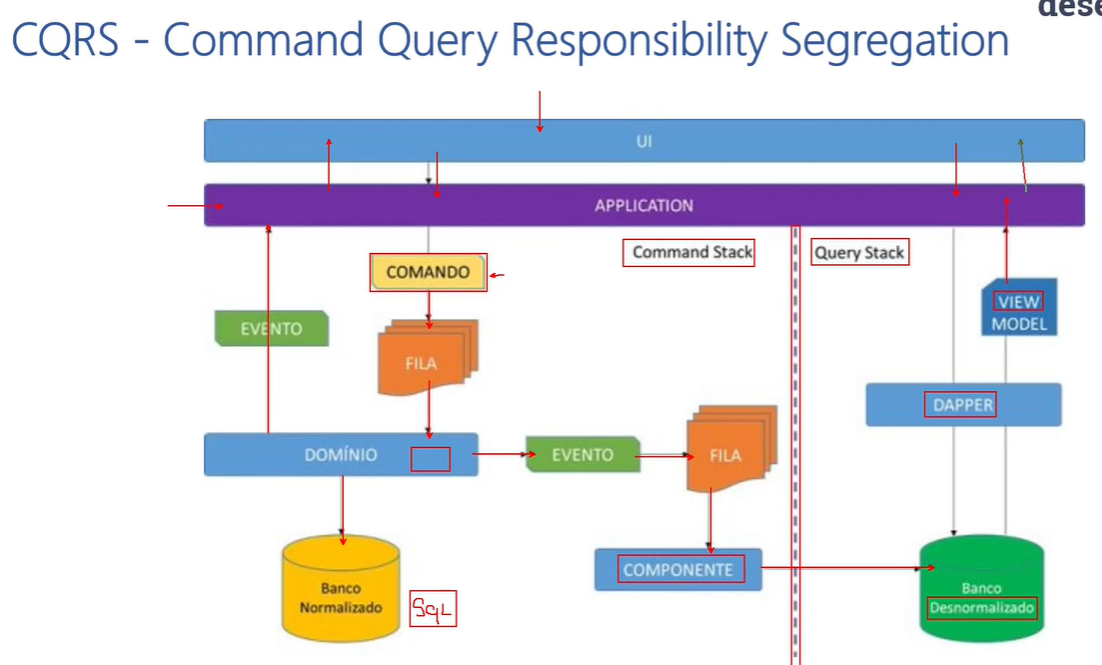 dese
CQRS - Command Query Responsibility Segregation
UI
APPLICATION
Command Stack
Query Stack
COMANDO
VIEW
MODEL
EVENTO
FILA
DAPPER
DOMÍNIO
EVENTO
FILA
COMPONENTE
Banco
Normalizado
SqL
Banco
Desnormalizado